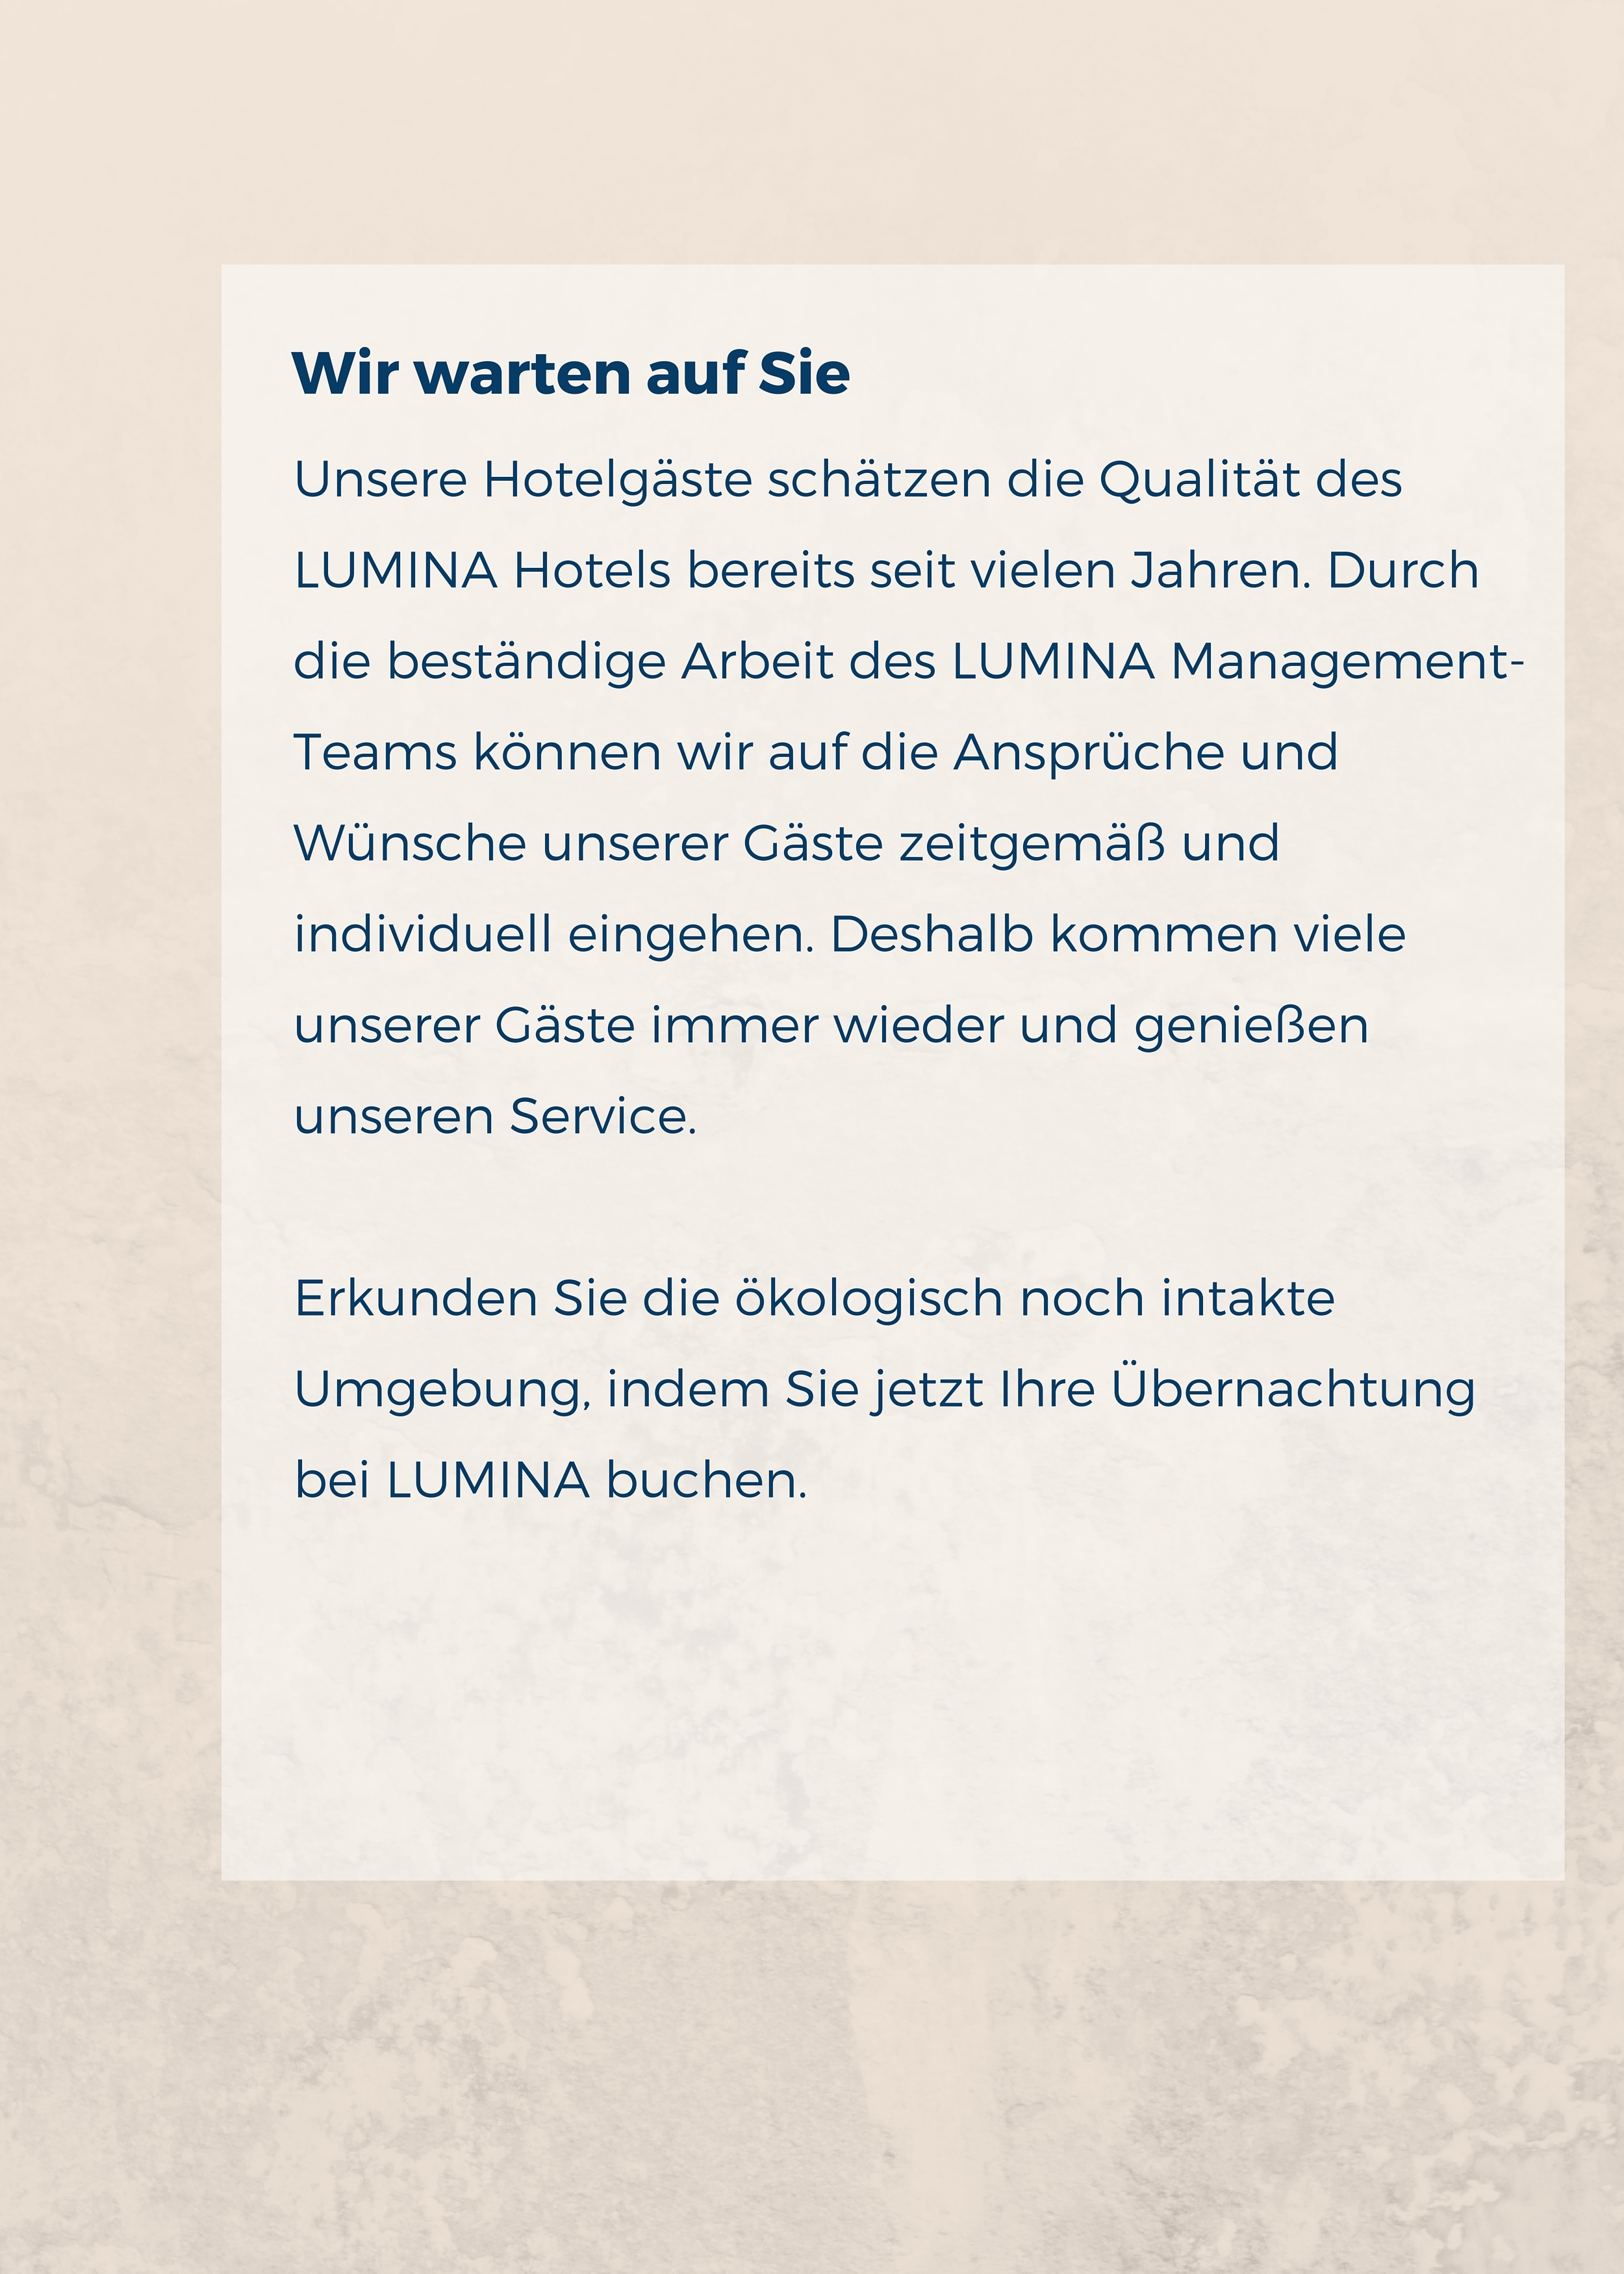 Wir warten auf Sie
Unsere Hotelgäste schätzen die Qualität des
LUMINA Hotels bereits seit vielen Jahren. Durch
die beständige Arbeit des LUMINA Management-
Teams können wir auf die Ansprüche und
Wünsche unserer Gäste zeitgemäß und
individuell eingehen. Deshalb kommen viele
unserer Gäste immer wieder und genießen
unseren Service.
Erkunden Sie die ökologisch noch intakte
Umgebung, indem Sie jetzt Ihre Übernachtung
bei LUMINA buchen.